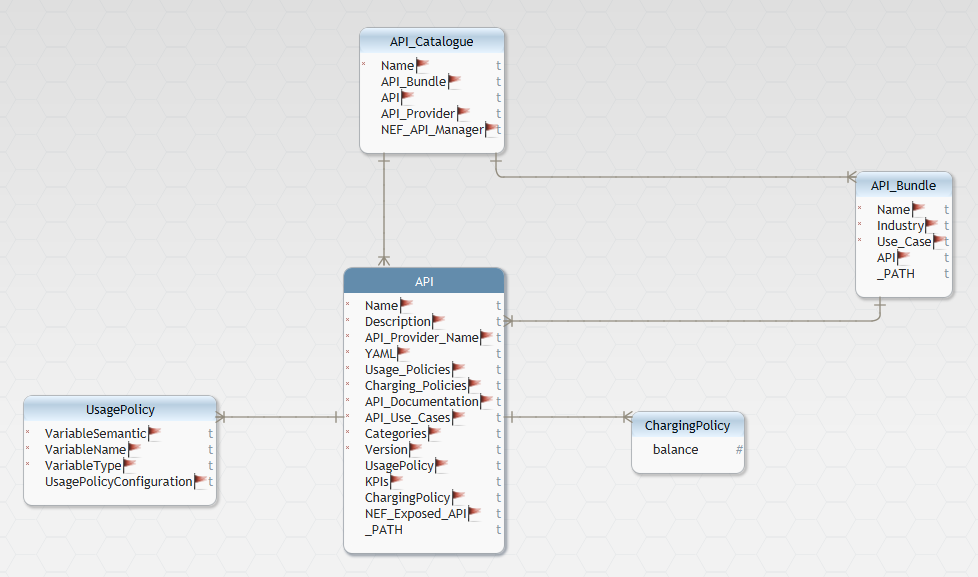 API_Catalogue
Name t
API_Bundle t
API t
API_Provider t
NEF_API_Manager t
API_Bundle
Name t
Industry t
Use_Case t
API t
_PATH t
API
Name t
Description t
API_Provider_Name t
YAML t
Usage_Policies t
Charging_Policies t
API_Documentation t
API_Use_Cases t
Categories t
Version t
UsagePolicy t
KPIs t
ChargingPolicy t
NEF_Exposed_API t
_PATH t
UsagePolicy
VariableSemantic t
VariableName t
VariableType t
UsagePolicyConfiguration t
ChargingPolicy
balance #